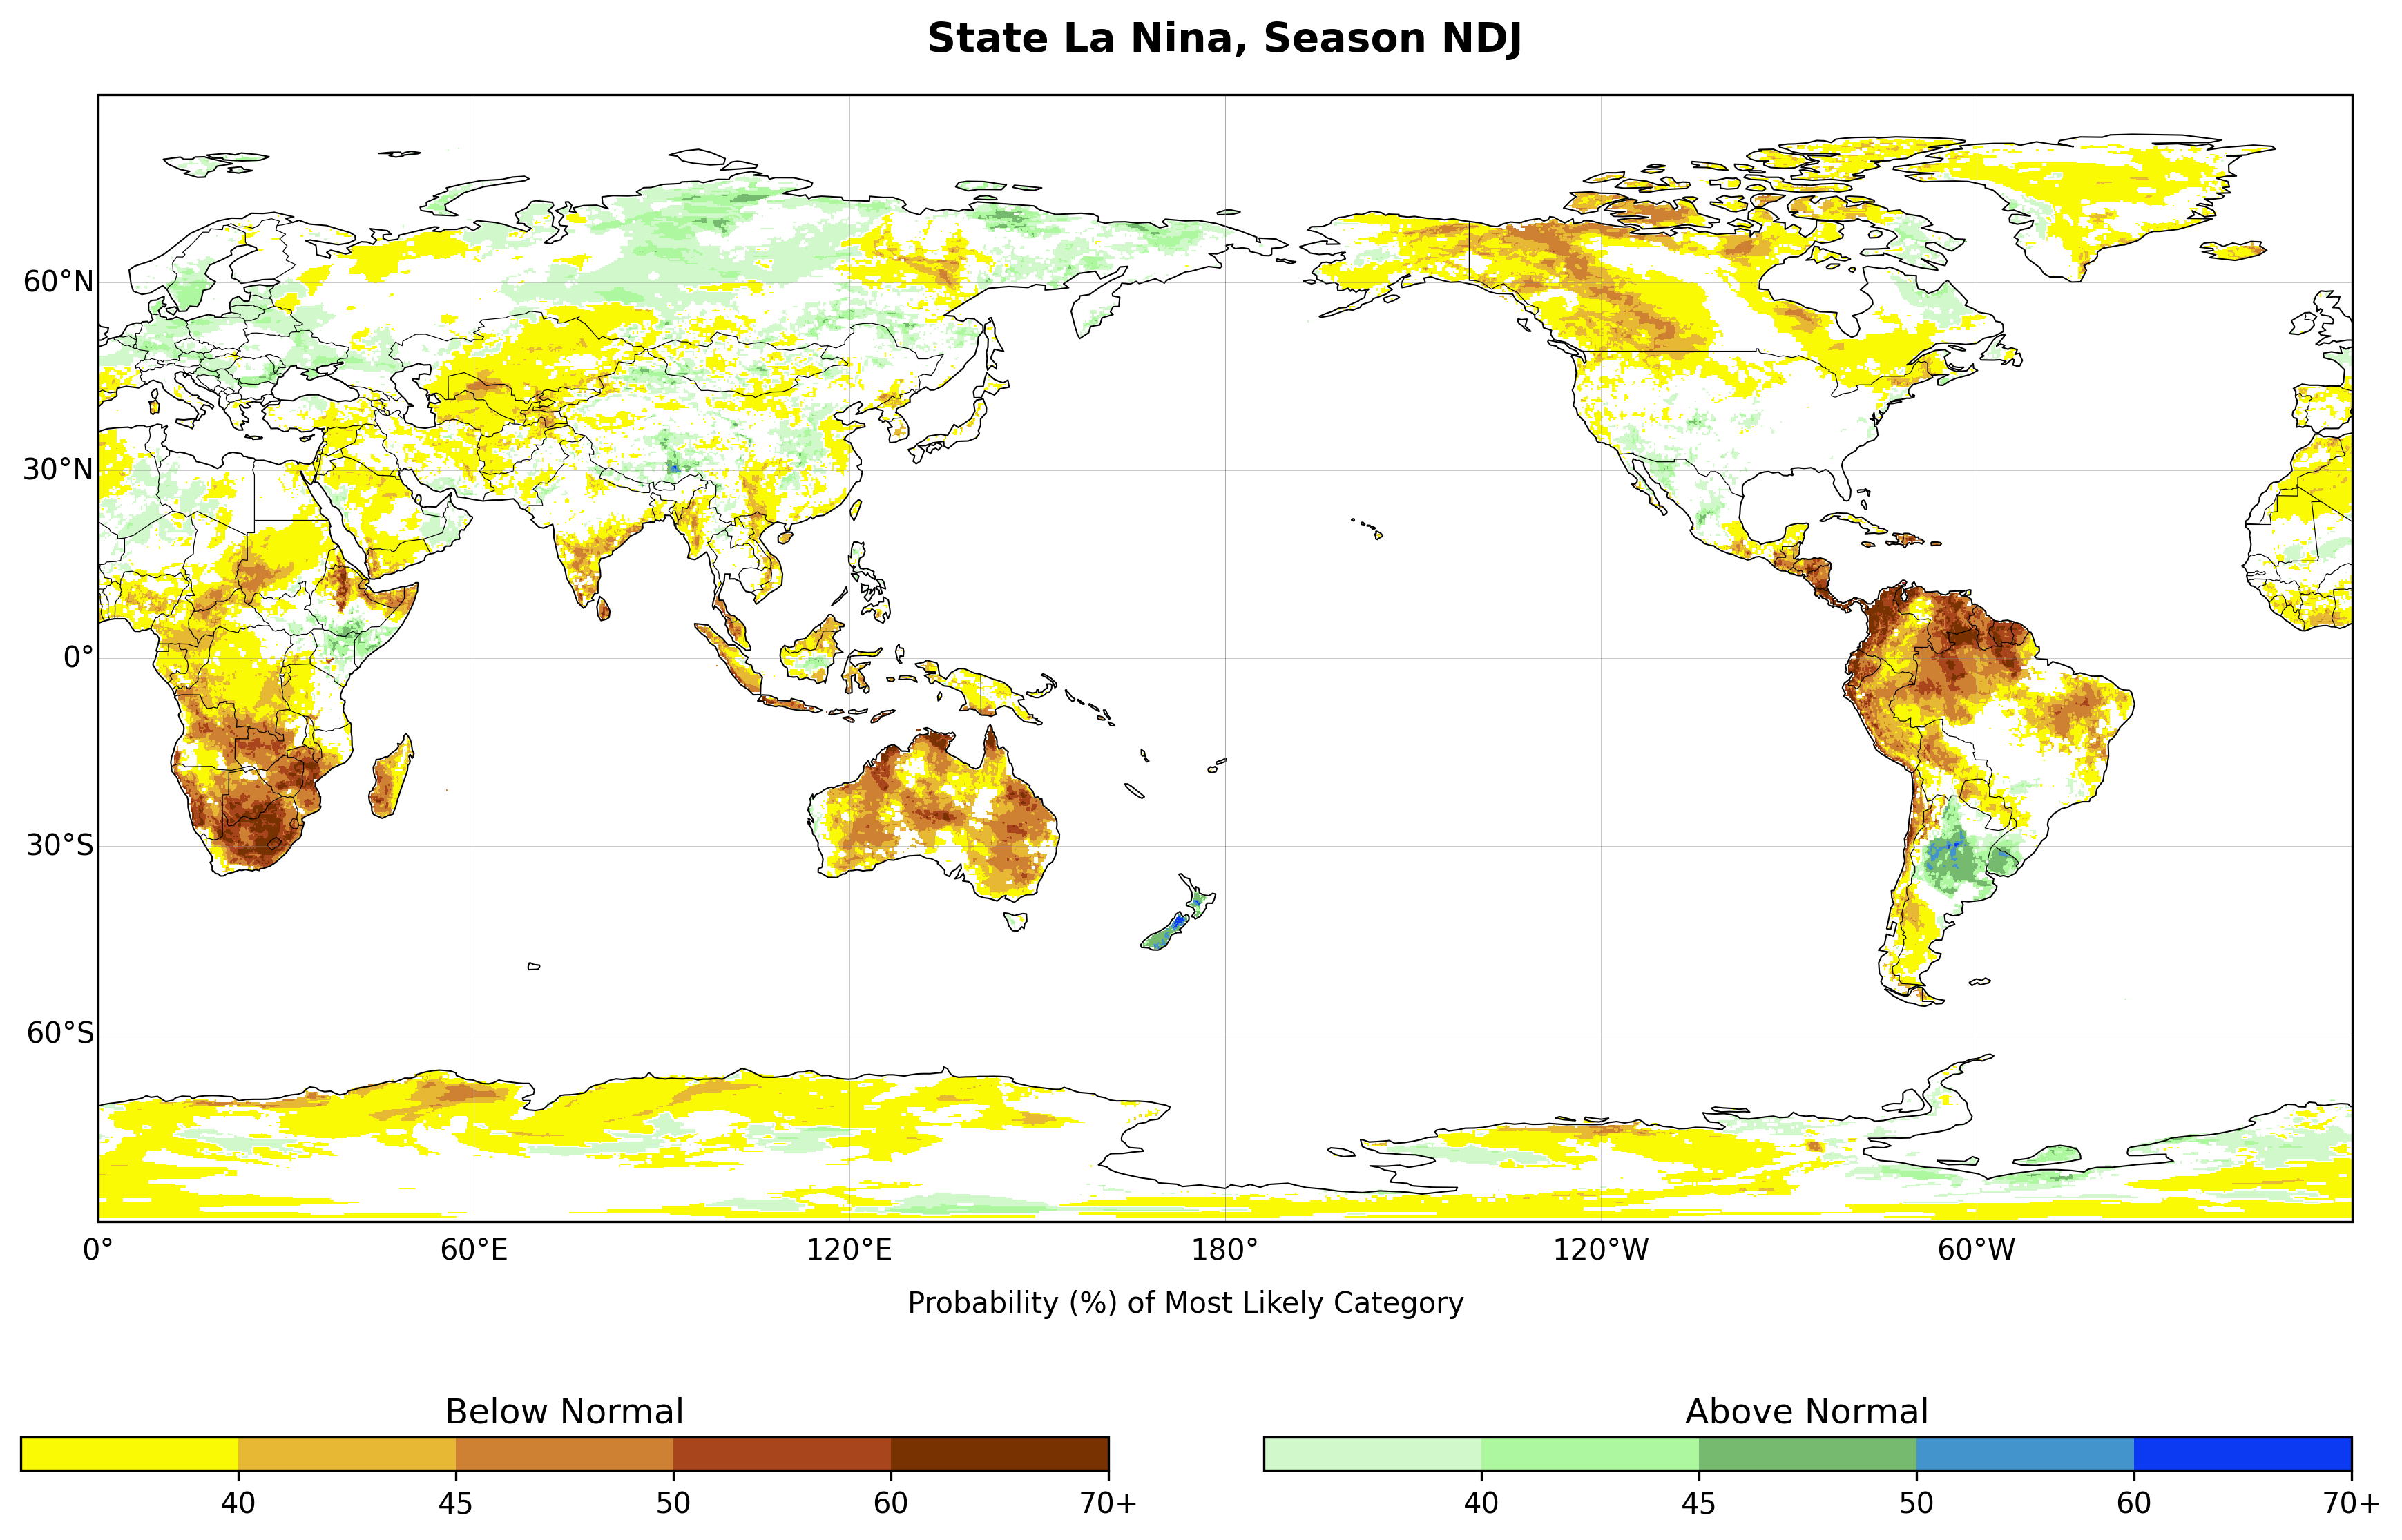 State La Nina, Season NDJ
60°N
30°N
0°
30°S
60°S
0° 60°E 120°E 180° 120°W 60°W
Probability (%) of Most Likely Category
Below Normal
40 45 50 60 70+
Above Normal
40 45 50 60 70+